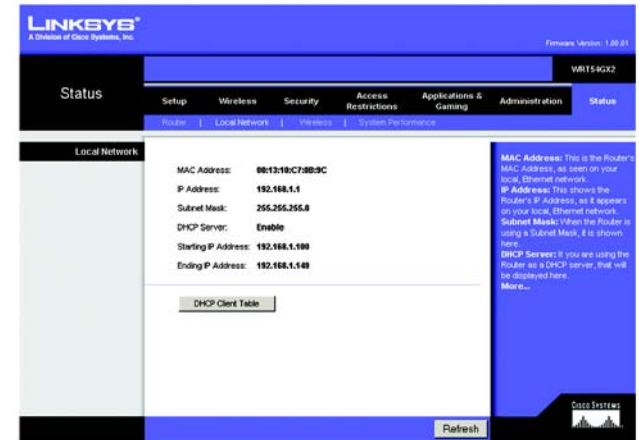 LINKSYS®
A Division of Cisco Systems, Inc.
Firmware Version: 1.00.01
WRT54GX2
Status
Setup Wireless Security Access Restrictions Applications & Gaming Administration Status
Router | Local Network | Wireless | System Performance
Local Network
MAC Address: 00:13:10:C7:0B:9C
IP Address: 192.168.1.1
Subnet Mask: 255.255.255.0
DHCP Server: Enable
Starting IP Address: 192.168.1.100
Ending IP Address: 192.168.1.149
DHCP Client Table
MAC Address: This is the Router's
MAC Address, as seen on your
local, Ethernet network.
IP Address: This shows the
Router's IP Address, as it appears
on your local, Ethernet network.
Subnet Mask: When the Router is
using a Subnet Mask, it is shown
here.
DHCP Server: If you are using the
Router as a DHCP server, that will
be displayed here.
More...
Refresh
CISCO SYSTEMS